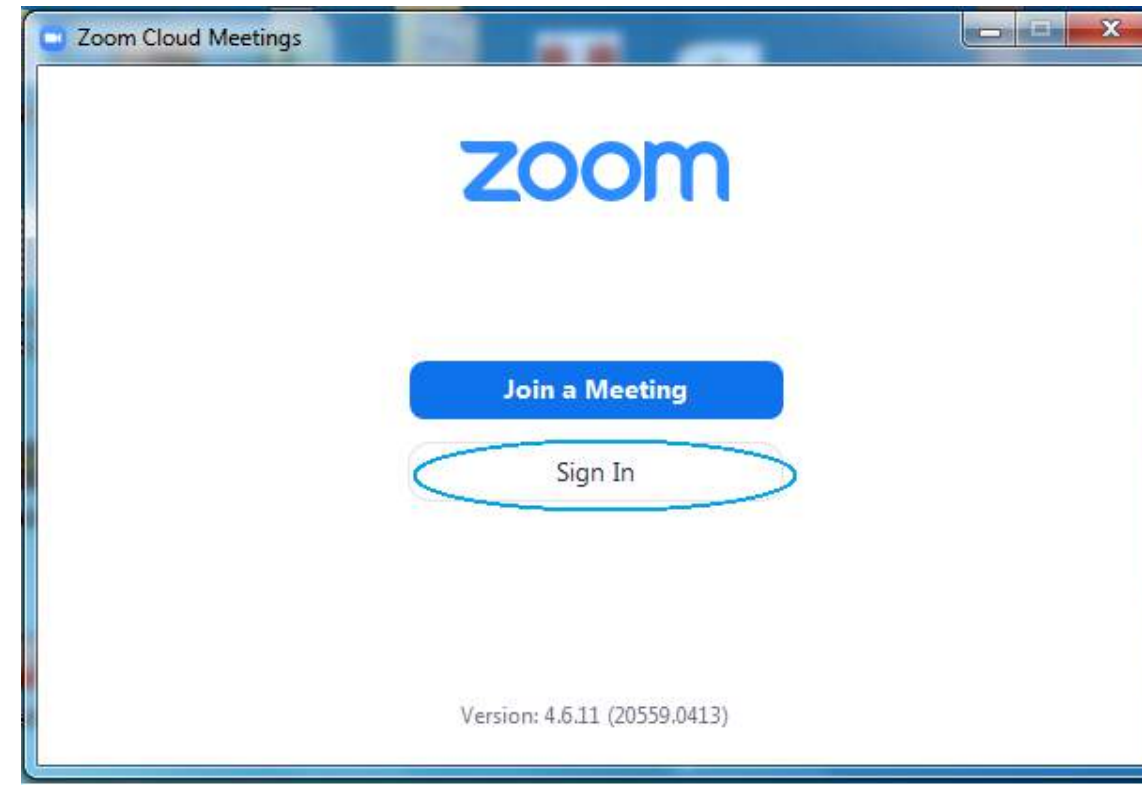 Zoom Cloud Meetings
zoom
Join a Meeting
Sign In
Version: 4.6.11 (20559.0413)